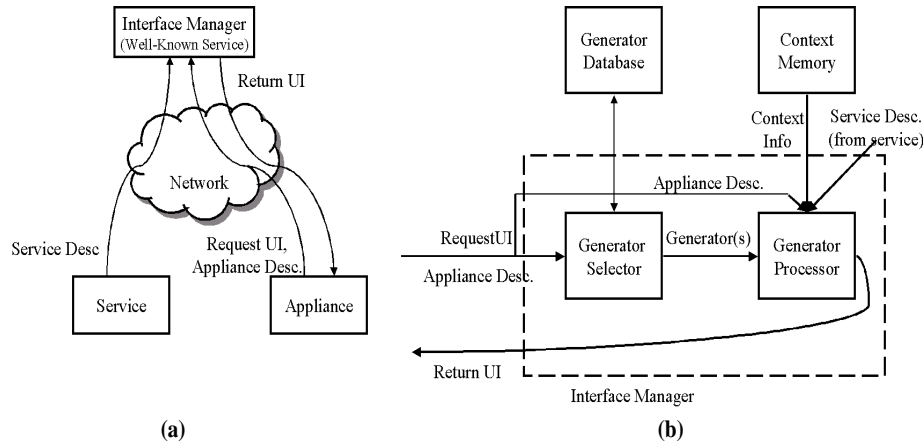 Interface Manager
(Well-Known Service)
Return UI
Network
Service Desc
Request UI,
Appliance Desc.
Service
Appliance
(a)
Generator
Database
Context
Memory
Context
Info
Service Desc.
(from service)
Appliance Desc.
RequestUI
Appliance Desc.
Generator
Selector
Generator(s)
Generator
Processor
Return UI
Interface Manager
(b)